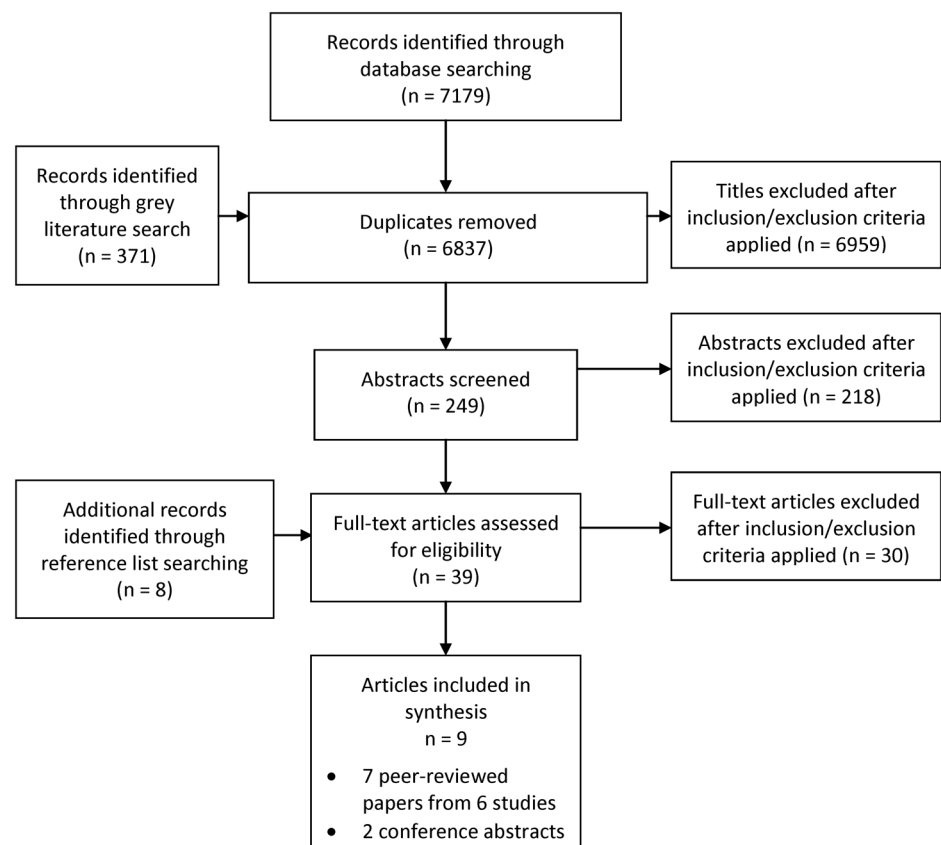 Records identified through
database searching
(n = 7179)
Records identified
through grey
literature search
(n = 371)
Duplicates removed
(n = 6837)
Titles excluded after
inclusion/exclusion criteria
applied (n = 6959)
Abstracts screened
(n = 249)
Abstracts excluded after
inclusion/exclusion criteria
applied (n = 218)
Additional records
identified through
reference list searching
(n = 8)
Full-text articles assessed
for eligibility
(n = 39)
Full-text articles excluded
after inclusion/exclusion
criteria applied (n = 30)
Articles included in
synthesis
n = 9
• 7 peer-reviewed
papers from 6 studies
• 2 conference abstracts